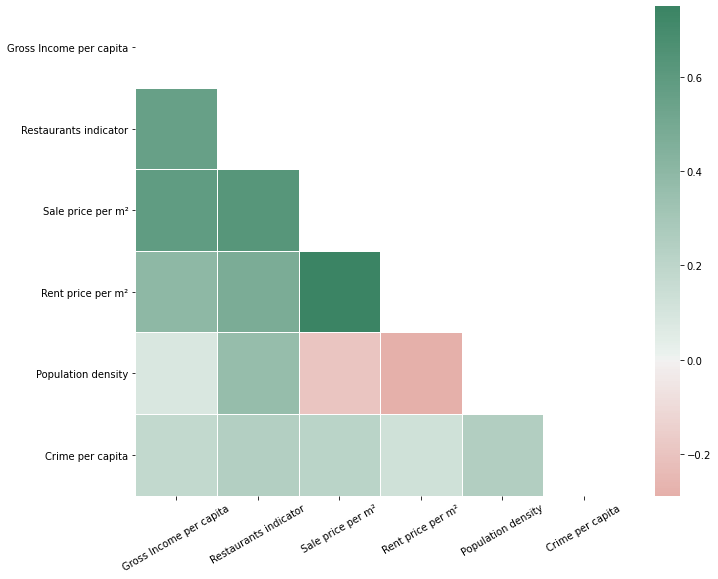 Gross Income per capita
Restaurants indicator
Sale price per m²
Rent price per m²
Population density
Crime per capita
Gross Income per capita
Restaurants indicator
Sale price per m²
Rent price per m²
Population density
Crime per capita
0.6
0.4
0.2
0.0
−0.2